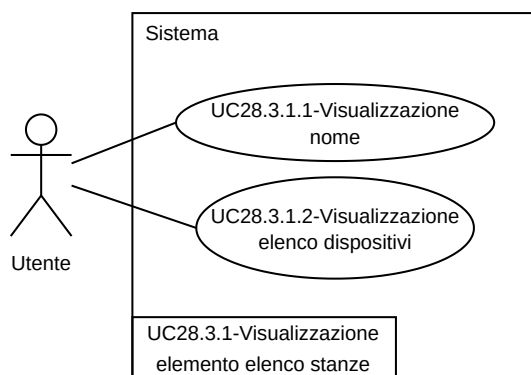 Sistema
UC28.3.1.1-Visualizzazione
nome
UC28.3.1.2-Visualizzazione
elenco dispositivi
Utente
UC28.3.1-Visualizzazione
elemento elenco stanze